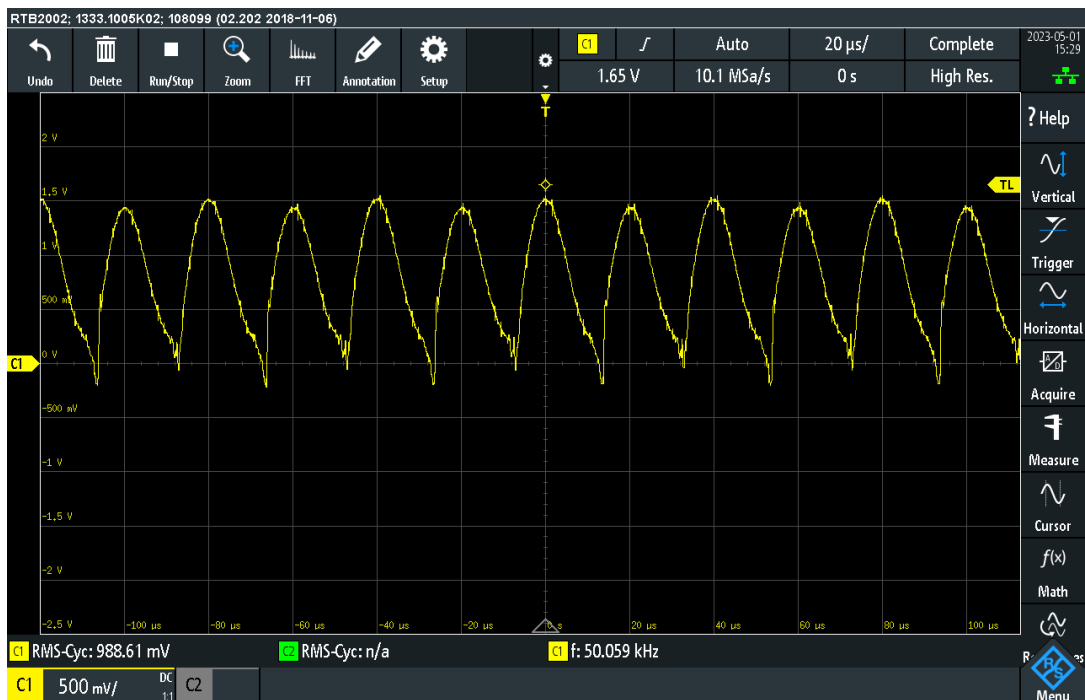 RTB2002; 1333.1005K02; 108099 (02.202 2018-11-06)
Undo Delete Run/Stop Zoom FFT Annotation Setup
C1 Auto 20 µs/ Complete
1.65 V 10.1 MSa/s 0 s High Res.
2023-05-01
15:29
T
2 V
1.5 V
TL
1 V
500 mV
C1 0 V
-500 mV
-1 V
-1.5 V
-2 V
-2.5 V -100 µs -80 µs -60 µs -40 µs -20 µs 0 s 20 µs 40 µs 60 µs 80 µs 100 µs
? Help
Vertical
Trigger
Horizontal
A
D
Acquire
Measure
Cursor
f(x)
Math
R&S
Menu
C1 RMS-Cyc: 988.61 mV C2 RMS-Cyc: n/a C1 f: 50.059 kHz
C1 500 mV/ DC
1:1 C2